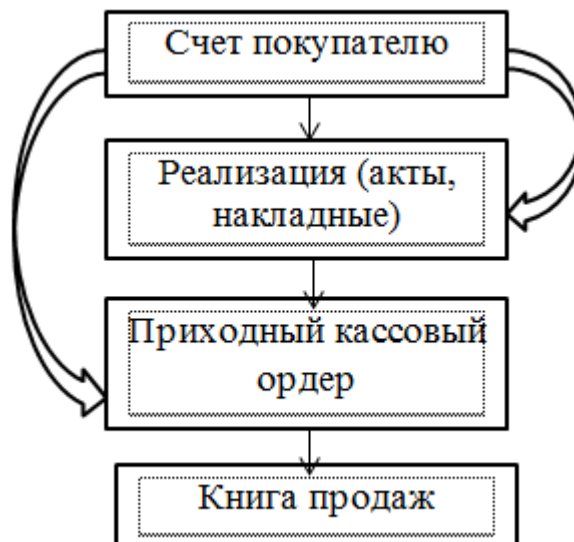 Счет покупателю
Реализация (акты,
накладные)
Приходный кассовый
ордер
Книга продаж